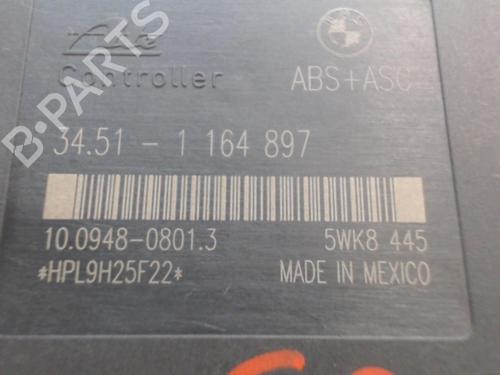 Ate
Controller
ABS+ASC
34.51 - 1 164 897
10.0948-0801.3
5WK8 445
*HPL9H25F22*
MADE IN MEXICO
B-PARTS